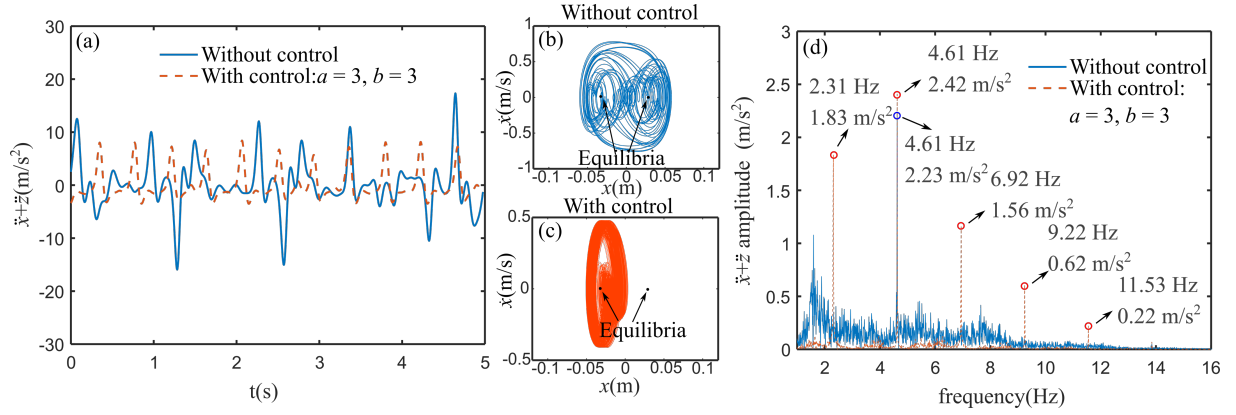 (a)
Without control
With control:a = 3, b = 3
ẍ+z̈(m/s²)
30
20
10
0
-10
-20
-30
0
1
2
3
4
5
t(s)
Without control
(b)
ẋ(m/s)
1
0.5
0
-0.5
-1
Equilibria
-0.1
-0.05
0
0.05
0.1
x(m)
With control
(c)
ẋ(m/s)
0.5
0
-0.5
Equilibria
-0.1
-0.05
0
0.05
0.1
x(m)
(d)
ẍ+z̈ amplitude (m/s²)
3
2.5
2
1.5
1
0.5
0
2.31 Hz
1.83 m/s²
4.61 Hz
2.42 m/s²
4.61 Hz
2.23 m/s²
6.92 Hz
1.56 m/s²
9.22 Hz
0.62 m/s²
11.53 Hz
0.22 m/s²
Without control
With control:
a = 3, b = 3
2
4
6
8
10
12
14
16
frequency(Hz)